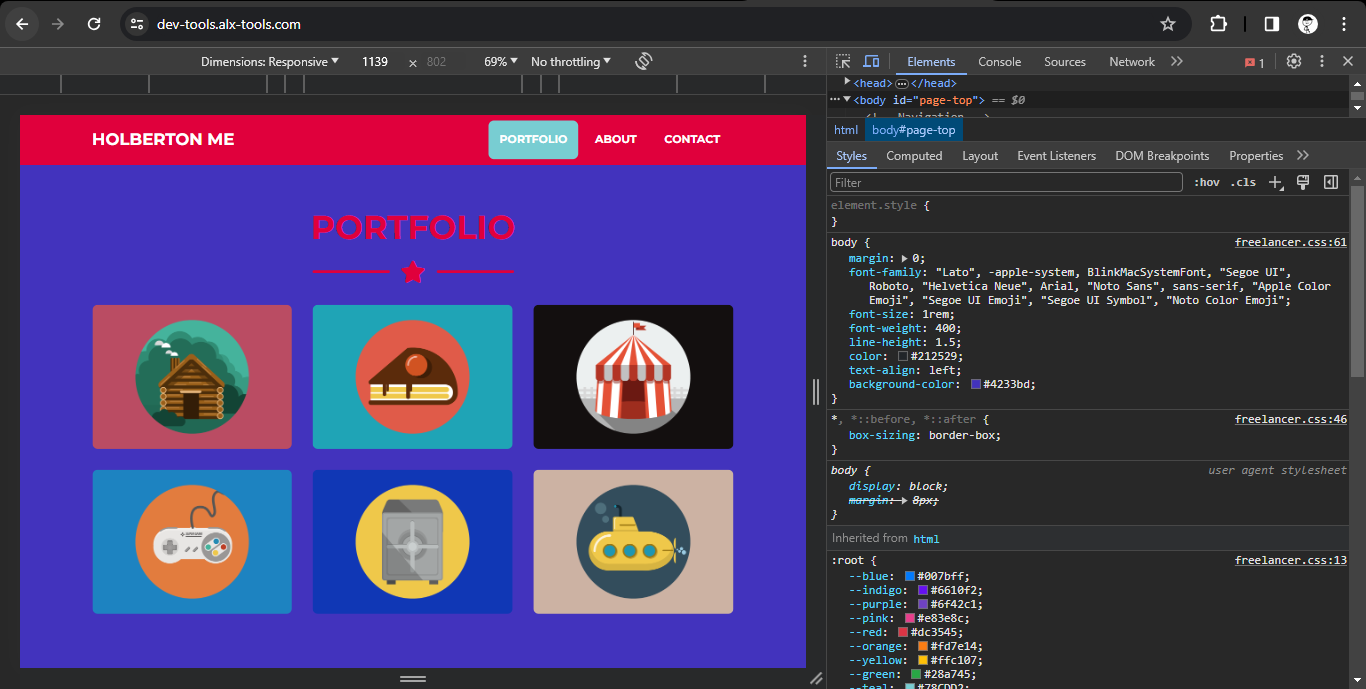 dev-tools.alx-tools.com
Dimensions: Responsive 1139 × 802 69% No throttling
Elements Console Sources Network 1
<head> </head>
<body id="page-top"> == $0
html body#page-top
Styles Computed Layout Event Listeners DOM Breakpoints Properties
Filter :hov .cls
HOLBERTON ME PORTFOLIO ABOUT CONTACT
PORTFOLIO
element.style {
}
body { freelancer.css:61
margin: 0;
font-family: "Lato", -apple-system, BlinkMacSystemFont, "Segoe UI",
Roboto, "Helvetica Neue", Arial, "Noto Sans", sans-serif, "Apple Color
Emoji", "Segoe UI Emoji", "Segoe UI Symbol", "Noto Color Emoji";
font-size: 1rem;
font-weight: 400;
line-height: 1.5;
color: #212529;
text-align: left;
background-color: #4233bd;
}
*, *::before, *::after { freelancer.css:46
box-sizing: border-box;
}
body { user agent stylesheet
display: block;
margin: 8px;
}
Inherited from html
:root { freelancer.css:13
--blue: #007bff;
--indigo: #6610f2;
--purple: #6f42c1;
--pink: #e83e8c;
--red: #dc3545;
--orange: #fd7e14;
--yellow: #ffc107;
--green: #28a745;
--teal: #78CDD2;